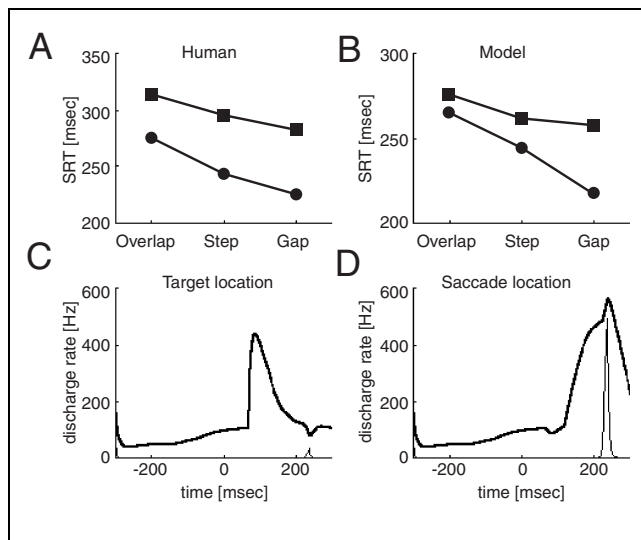 A
Human
350
300
250
200
SRT [msec]
Overlap Step Gap
B
Model
300
250
200
SRT [msec]
Overlap Step Gap
C
Target location
600
400
200
0
discharge rate [Hz]
-200 0 200
time [msec]
D
Saccade location
600
400
200
0
discharge rate [Hz]
-200 0 200
time [msec]